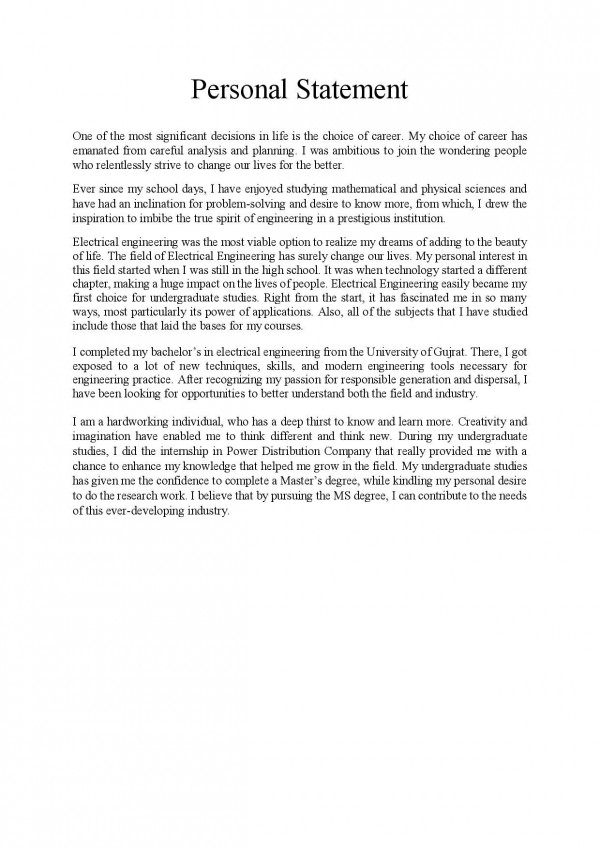 Personal Statement
One of the most significant decisions in life is the choice of career. My choice of career has
emanated from careful analysis and planning. I was ambitious to join the wondering people
who relentlessly strive to change our lives for the better.
Ever since my school days, I have enjoyed studying mathematical and physical sciences and
have had an inclination for problem-solving and desire to know more, from which, I drew the
inspiration to imbibe the true spirit of engineering in a prestigious institution.
Electrical engineering was the most viable option to realize my dreams of adding to the beauty
of life. The field of Electrical Engineering has surely change our lives. My personal interest in
this field started when I was still in the high school. It was when technology started a different
chapter, making a huge impact on the lives of people. Electrical Engineering easily became my
first choice for undergraduate studies. Right from the start, it has fascinated me in so many
ways, most particularly its power of applications. Also, all of the subjects that I have studied
include those that laid the bases for my courses.
I completed my bachelor’s in electrical engineering from the University of Gujrat. There, I got
exposed to a lot of new techniques, skills, and modern engineering tools necessary for
engineering practice. After recognizing my passion for responsible generation and dispersal, I
have been looking for opportunities to better understand both the field and industry.
I am a hardworking individual, who has a deep thirst to know and learn more. Creativity and
imagination have enabled me to think different and think new. During my undergraduate
studies, I did the internship in Power Distribution Company that really provided me with a
chance to enhance my knowledge that helped me grow in the field. My undergraduate studies
has given me the confidence to complete a Master’s degree, while kindling my personal desire
to do the research work. I believe that by pursuing the MS degree, I can contribute to the needs
of this ever-developing industry.